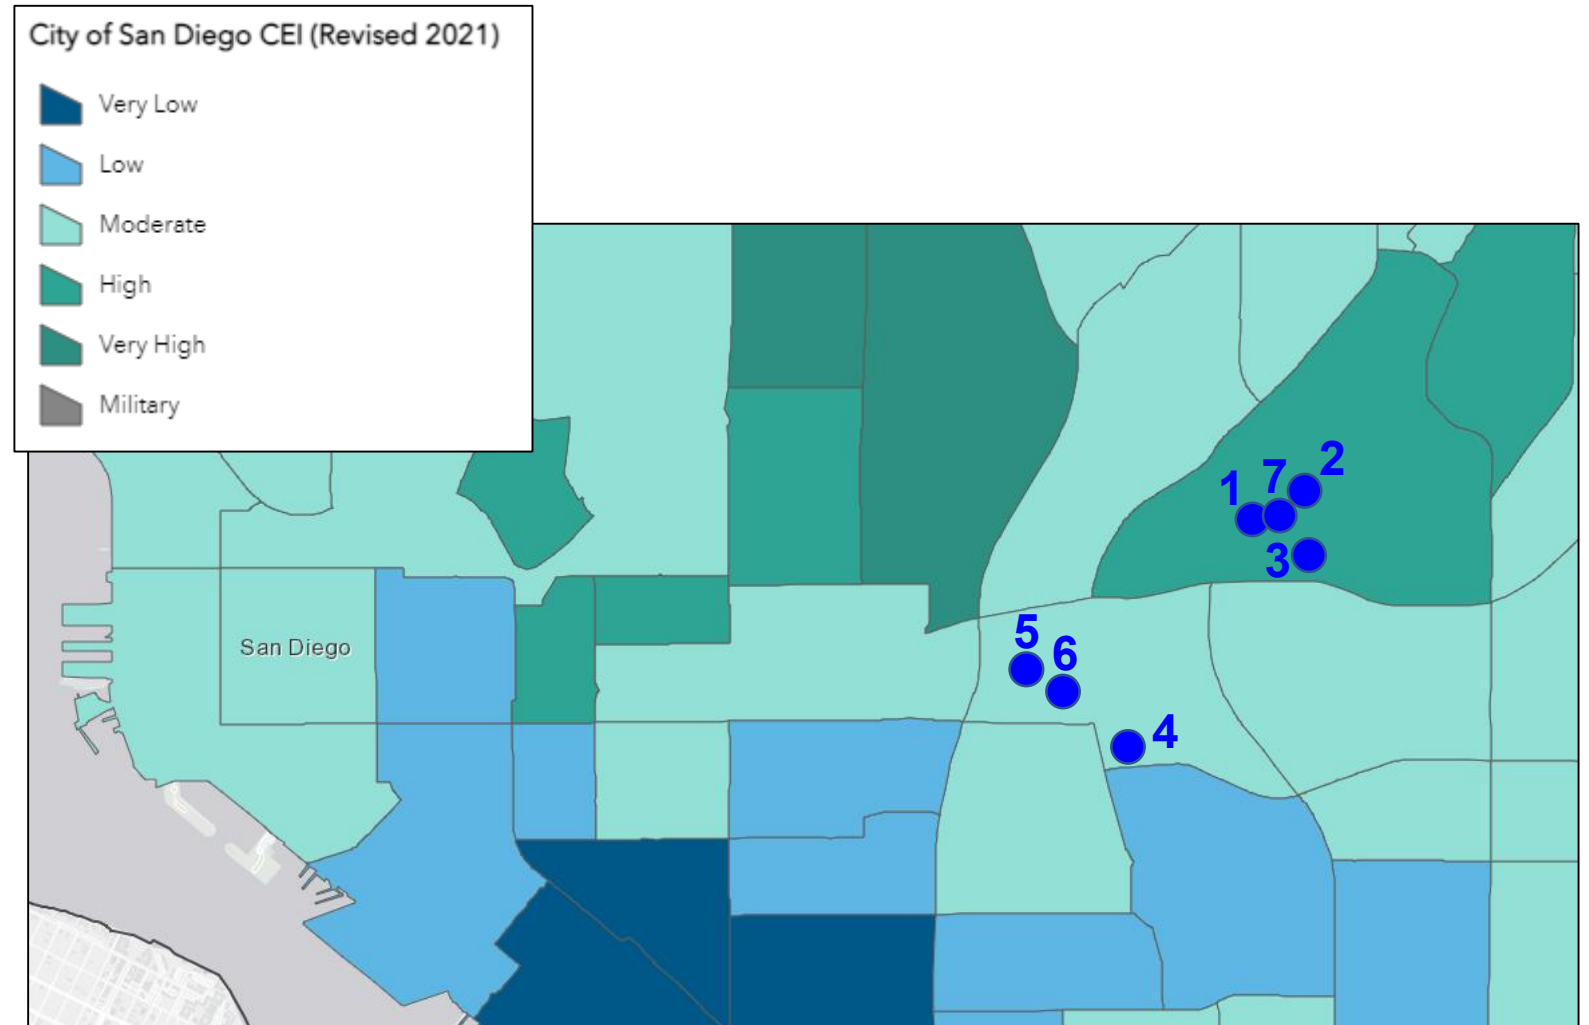 City of San Diego CEI (Revised 2021)
Very Low
Low
Moderate
High
Very High
Military
2
7
1
3
San Diego
5
6
4